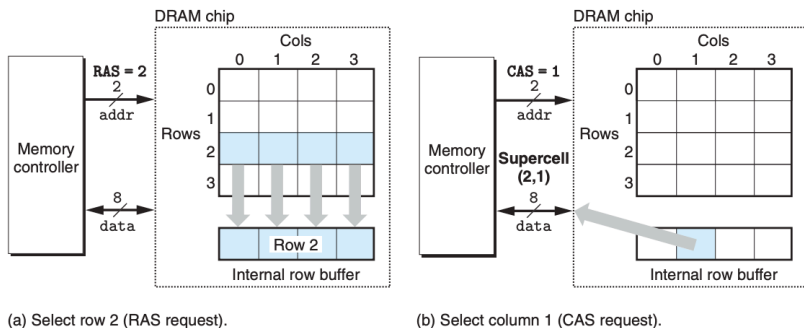 DRAM chip
Cols
0 1 2 3
RAS = 2
2
addr
Rows
0
1
2
3
Memory
controller
8
data
Row 2
Internal row buffer
(a) Select row 2 (RAS request).
DRAM chip
Cols
0 1 2 3
CAS = 1
2
addr
Rows
0
1
2
3
Memory
controller
Supercell
(2,1)
8
data
Internal row buffer
(b) Select column 1 (CAS request).